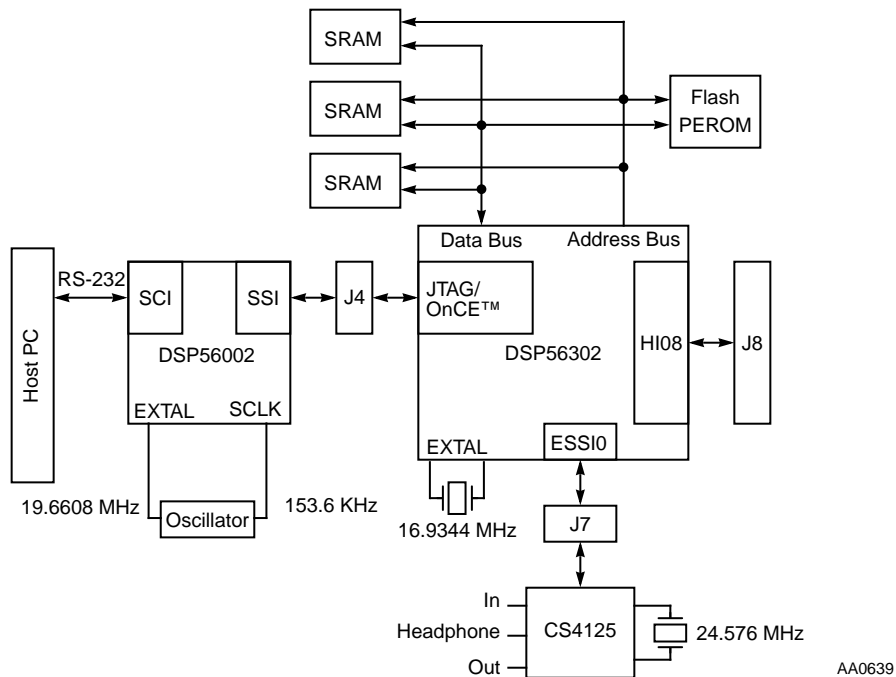 SRAM
SRAM
Flash
PEROM
SRAM
Data Bus
Address Bus
Host PC
RS-232
SCI
SSI
J4
JTAG/
OnCE™
DSP56002
DSP56302
HI08
J8
EXTAL
SCLK
EXTAL
ESSI0
19.6608 MHz
Oscillator
153.6 KHz
16.9344 MHz
J7
In
Headphone
Out
CS4125
24.576 MHz
AA0639